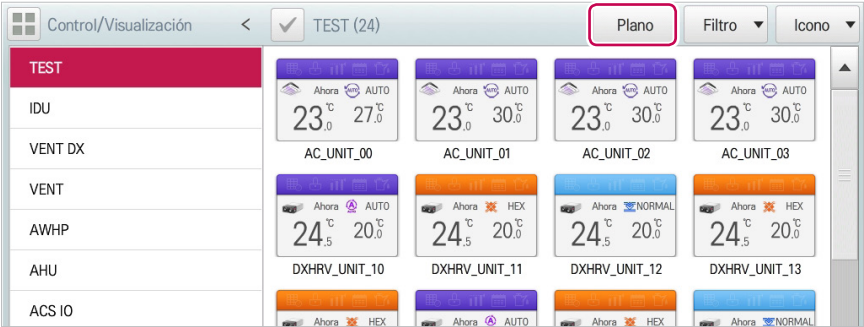 Control/Visualización <
TEST (24)
Plano
Filtro ▼
Icono ▼
TEST
IDU
VENT DX
VENT
AWHP
AHU
ACS IO
Ahora AUTO
23.0 °C 27.0 °C
AC_UNIT_00
Ahora AUTO
23.0 °C 30.0 °C
AC_UNIT_01
Ahora AUTO
23.0 °C 30.0 °C
AC_UNIT_02
Ahora AUTO
23.0 °C 30.0 °C
AC_UNIT_03
Ahora AUTO
24.5 °C 20.0 °C
DXHRV_UNIT_10
Ahora HEX
24.5 °C 20.0 °C
DXHRV_UNIT_11
Ahora NORMAL
24.5 °C 20.0 °C
DXHRV_UNIT_12
Ahora HEX
24.5 °C 20.0 °C
DXHRV_UNIT_13
Ahora HEX
Ahora AUTO
Ahora HEX
Ahora NORMAL